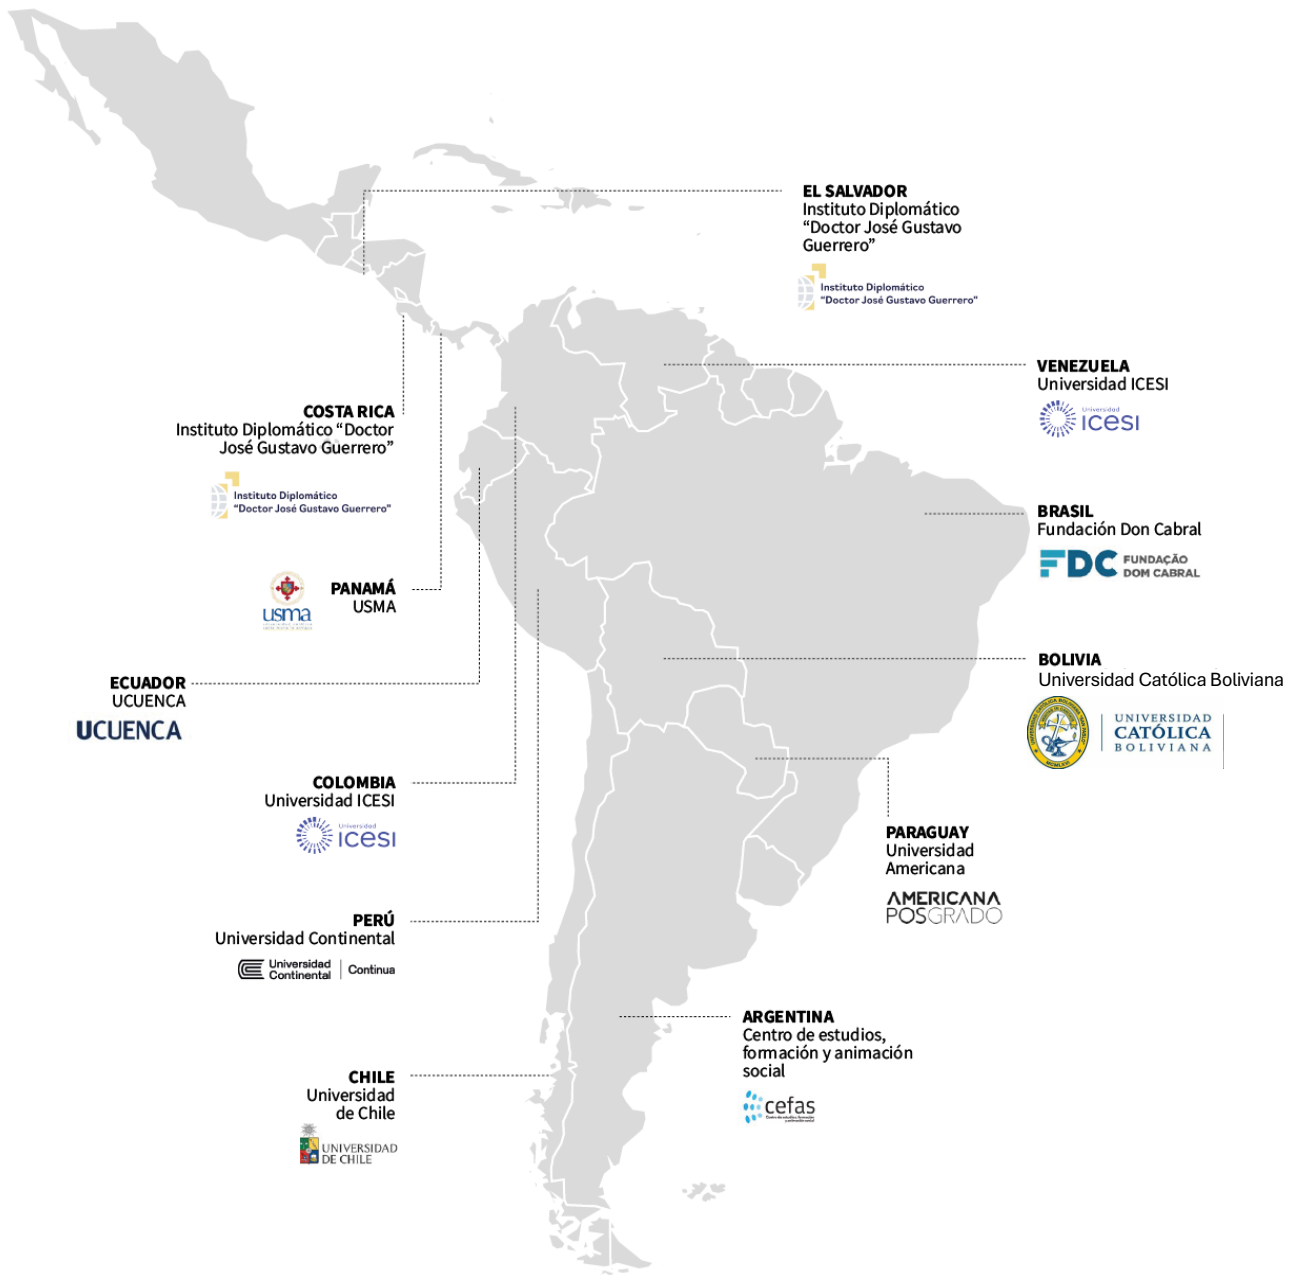 EL SALVADOR
Instituto Diplomático
“Doctor José Gustavo
Guerrero”
Instituto Diplomático
“Doctor José Gustavo Guerrero”
VENEZUELA
Universidad ICESI
Universidad
icesi
COSTA RICA
Instituto Diplomático “Doctor
José Gustavo Guerrero”
Instituto Diplomático
“Doctor José Gustavo Guerrero”
BRASIL
Fundación Don Cabral
FDC FUNDAÇÃO
DOM CABRAL
PANAMÁ
USMA
usma
BOLIVIA
Universidad Católica Boliviana
UNIVERSIDAD
CATÓLICA
BOLIVIANA
ECUADOR
UCUENCA
UCUENCA
COLOMBIA
Universidad ICESI
Universidad
icesi
PARAGUAY
Universidad
Americana
AMERICANA
POSGRADO
PERÚ
Universidad Continental
Universidad
Continental | Continua
ARGENTINA
Centro de estudios,
formación y animación
social
cefas
CHILE
Universidad
de Chile
UNIVERSIDAD
DE CHILE